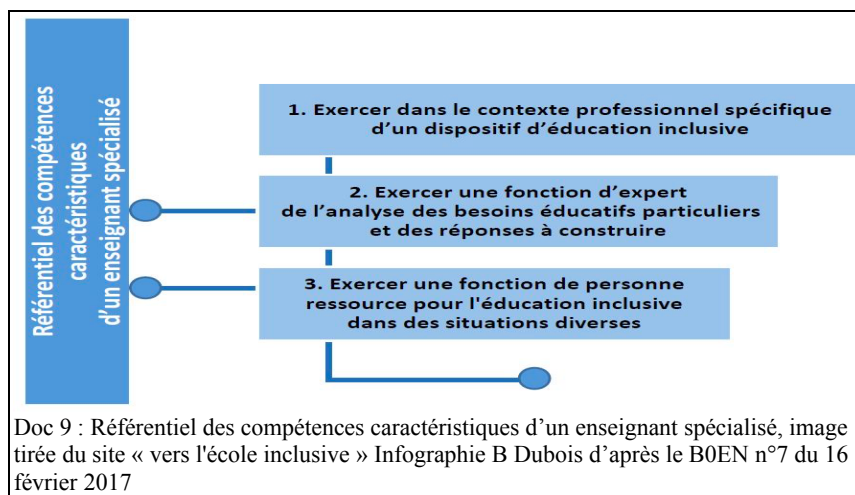 Référentiel des compétences
caractéristiques
d'un enseignant spécialisé
1. Exercer dans le contexte professionnel spécifique
d'un dispositif d'éducation inclusive
2. Exercer une fonction d'expert
de l'analyse des besoins éducatifs particuliers
et des réponses à construire
3. Exercer une fonction de personne
ressource pour l'éducation inclusive
dans des situations diverses
Doc 9 : Référentiel des compétences caractéristiques d'un enseignant spécialisé, image
tirée du site « vers l'école inclusive » Infographie B Dubois d'après le B0EN n°7 du 16
février 2017